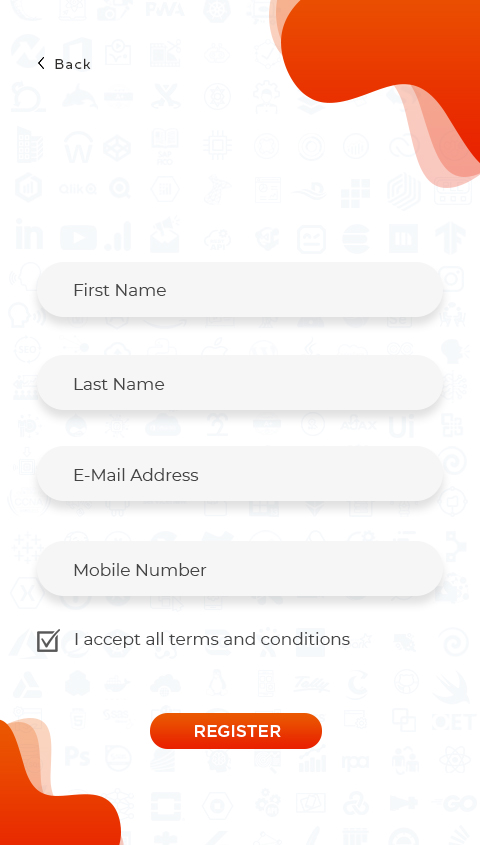 Back
First Name
Last Name
E-Mail Address
Mobile Number
I accept all terms and conditions
REGISTER